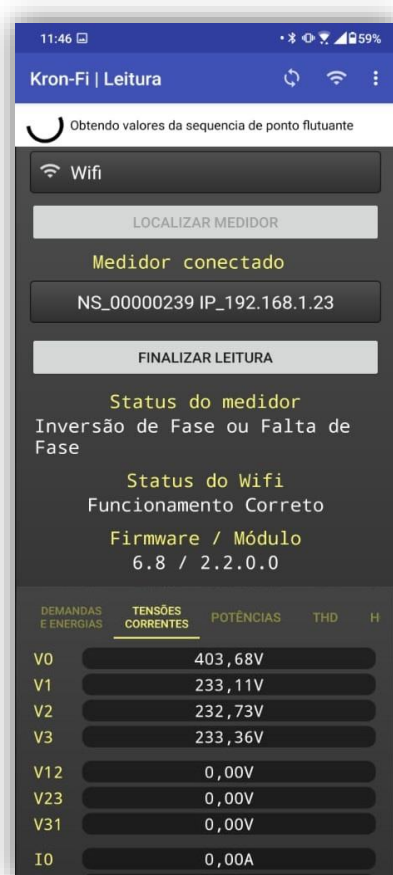 11:46 59%
Kron-Fi | Leitura
Obtendo valores da sequencia de ponto flutuante
Wifi
LOCALIZAR MEDIDOR
Medidor conectado
NS_00000239 IP_192.168.1.23
FINALIZAR LEITURA
Status do medidor
Inversão de Fase ou Falta de
Fase
Status do Wifi
Funcionamento Correto
Firmware / Módulo
6.8 / 2.2.0.0
DEMANDAS
E ENERGIAS
TENSÕES
CORRENTES
POTÊNCIAS
THD
H
V0 403,68V
V1 233,11V
V2 232,73V
V3 233,36V
V12 0,00V
V23 0,00V
V31 0,00V
I0 0,00A